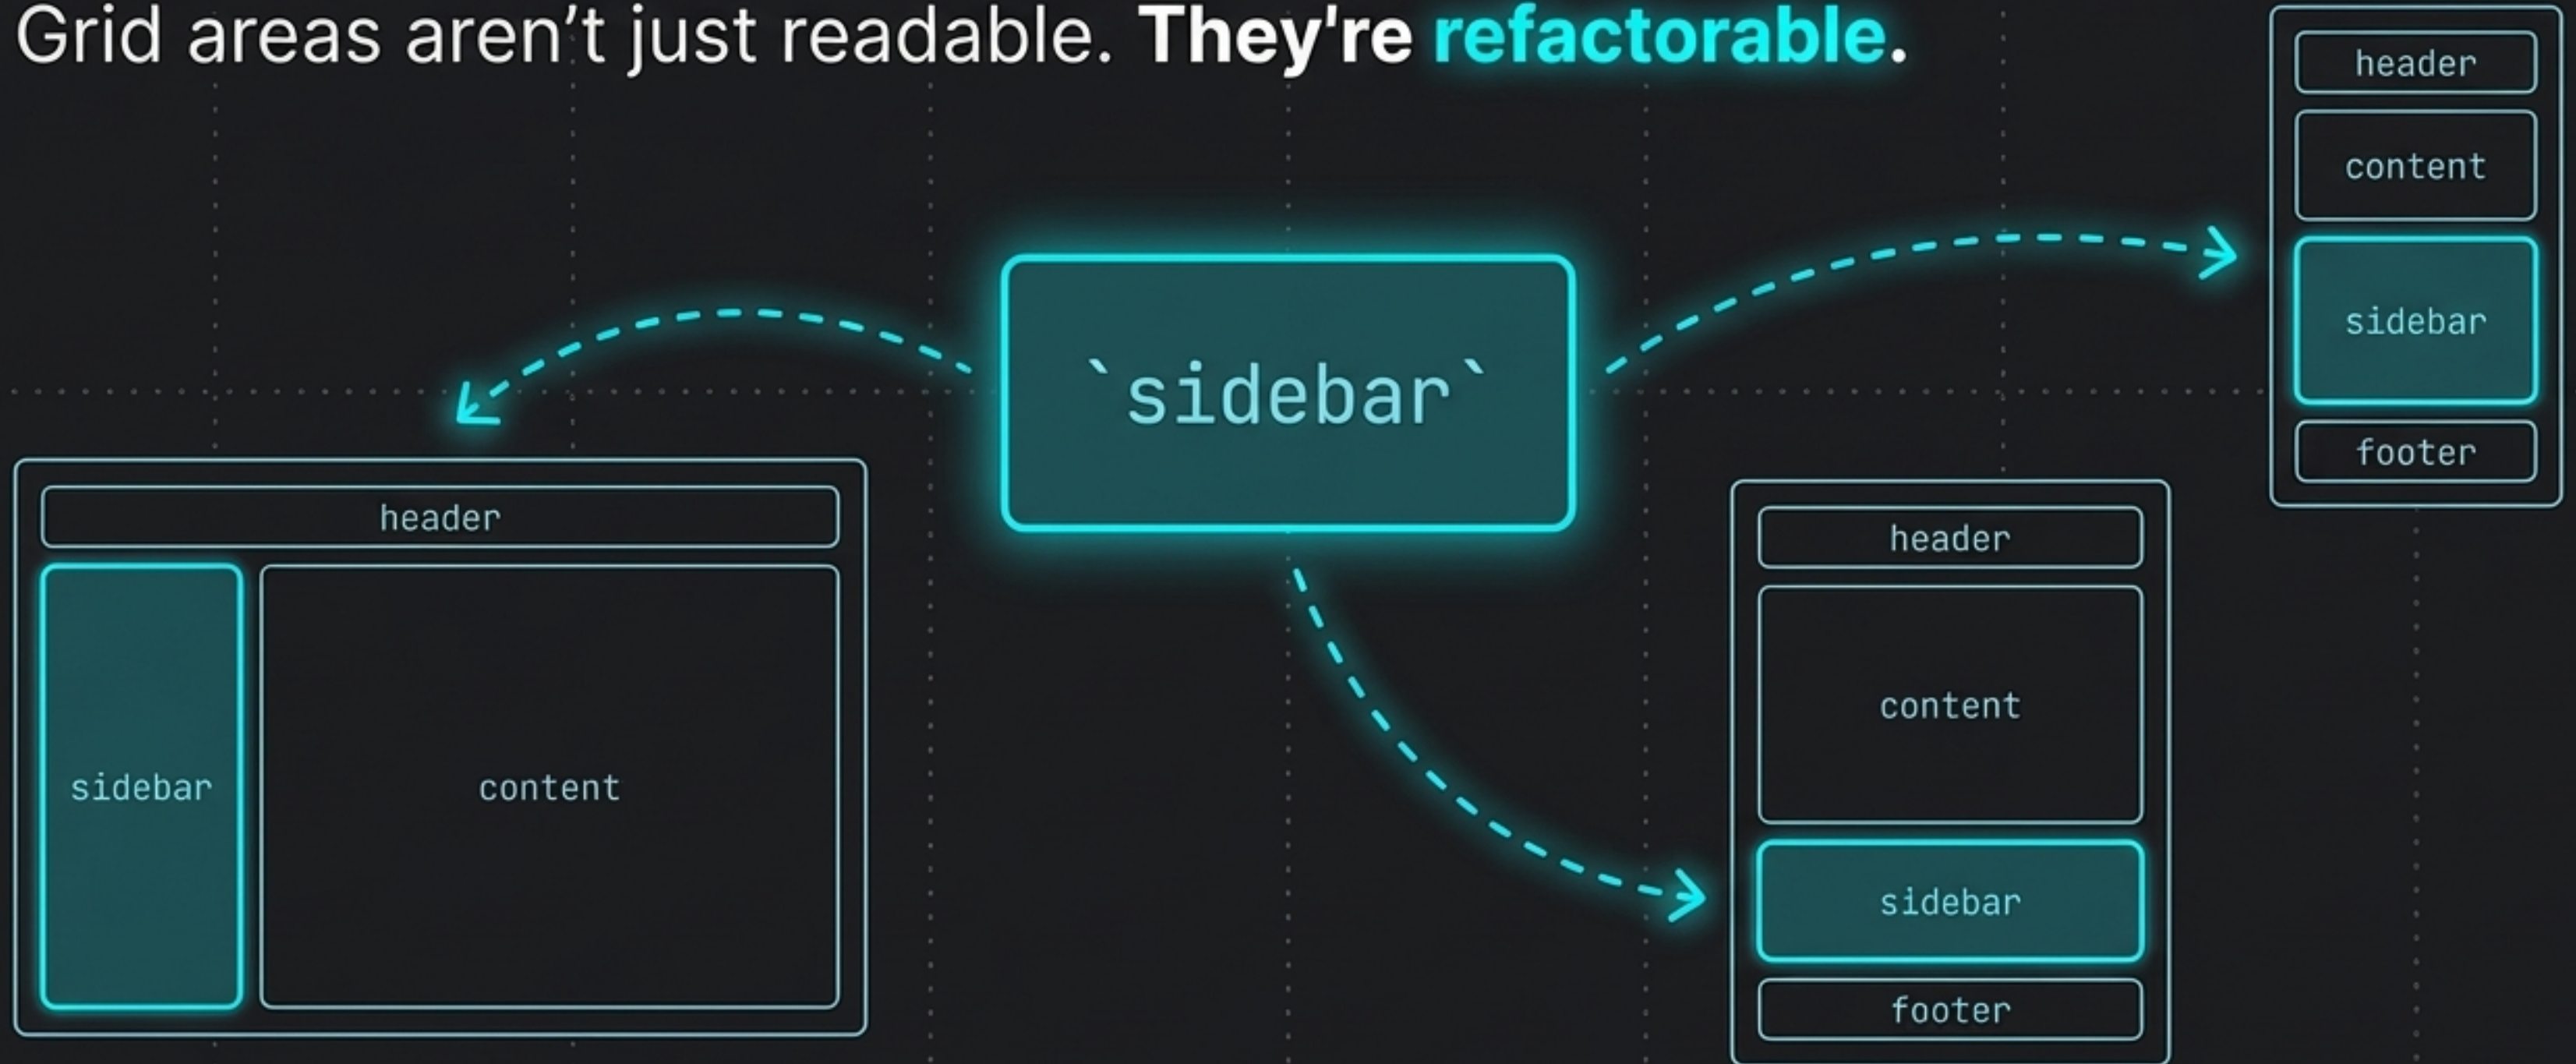 Grid areas aren’t just readable. They're refactorable.
`sidebar`
header
sidebar
content
header
content
sidebar
footer
header
content
sidebar
footer